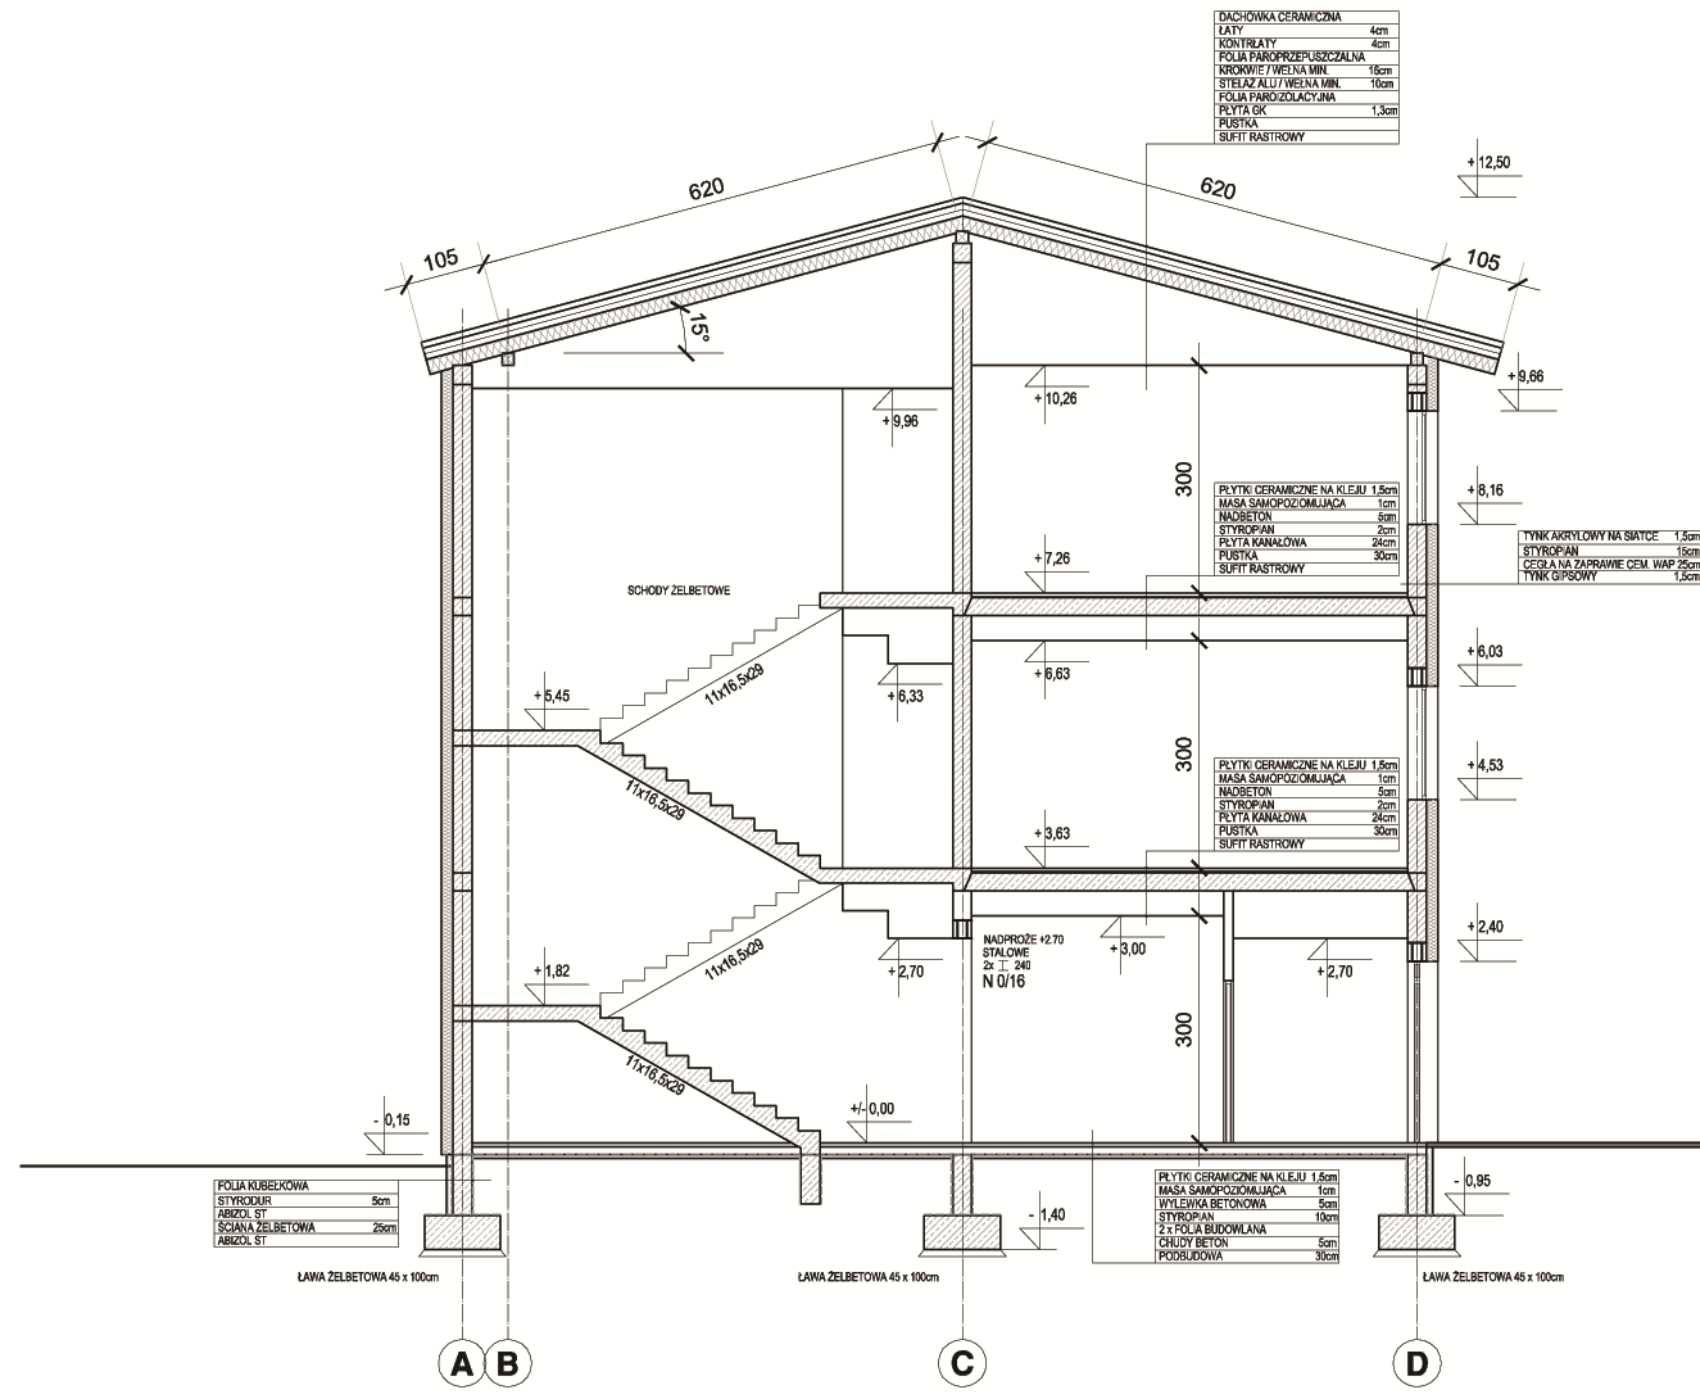 DACHÓWKA CERAMICZNA
ŁATY 4cm
KONTRŁATY 4cm
FOLIA PAROPRZEPUSZCZALNA
KROKWIE / WEŁNA MIN. 16cm
STELAŻ ALU / WEŁNA MIN. 10cm
FOLIA PAROIZOLACYJNA
PŁYTA GK 1,3cm
PUSTKA
SUFIT RASTROWY
+ 12,50
620
620
105
105
15°
+ 9,66
+ 10,26
+ 9,96
300
PŁYTKI CERAMICZNE NA KLEJU 1,5cm
MASA SAMOPOZIOMUJĄCA 1cm
NADBETON 5cm
STYROPIAN 2cm
PŁYTA KANAŁOWA 24cm
PUSTKA 30cm
SUFIT RASTROWY
+ 8,16
TYNK AKRYLOWY NA SIATCE 1,5cm
STYROPIAN 15cm
CEGŁA NA ZAPRAWIE CEM. WAP 25cm
TYNK GIPSOWY 1,5cm
+ 7,26
SCHODY ŻELBETOWE
+ 6,03
+ 6,63
11x16,5x29
+ 6,33
+ 5,45
300
PŁYTKI CERAMICZNE NA KLEJU 1,5cm
MASA SAMOPOZIOMUJĄCA 1cm
NADBETON 5cm
STYROPIAN 2cm
PŁYTA KANAŁOWA 24cm
PUSTKA 30cm
SUFIT RASTROWY
+ 4,53
11x16,5x29
+ 3,63
+ 2,40
NADPROŻE +2.70
STALOWE
2x 工 240
N 0/16
+ 3,00
+ 2,70
+ 2,70
11x16,5x29
+ 1,82
300
11x16,5x29
+/- 0,00
- 0,15
FOLIA KUBEŁKOWA
STYRODUR 5cm
ABIZOL ST
ŚCIANA ŻELBETOWA 25cm
ABIZOL ST
PŁYTKI CERAMICZNE NA KLEJU 1,5cm
MASA SAMOPOZIOMUJĄCA 1cm
WYLEWKA BETONOWA 5cm
STYROPIAN 10cm
2 x FOLIA BUDOWLANA
CHUDY BETON 5cm
PODBUDOWA 30cm
- 0,95
- 1,40
ŁAWA ŻELBETOWA 45 x 100cm
ŁAWA ŻELBETOWA 45 x 100cm
ŁAWA ŻELBETOWA 45 x 100cm
A B C D